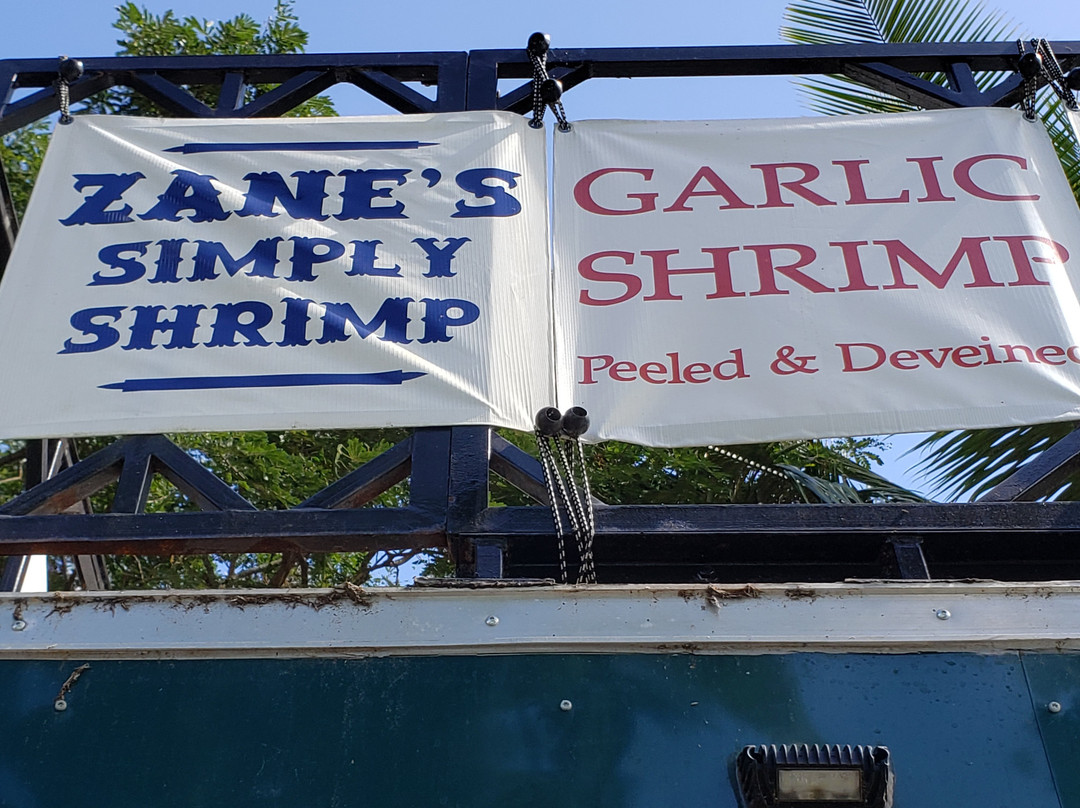 ZANE'S
SIMPLY
SHRIMP
GARLIC
SHRIMP
Peeled & Deveined